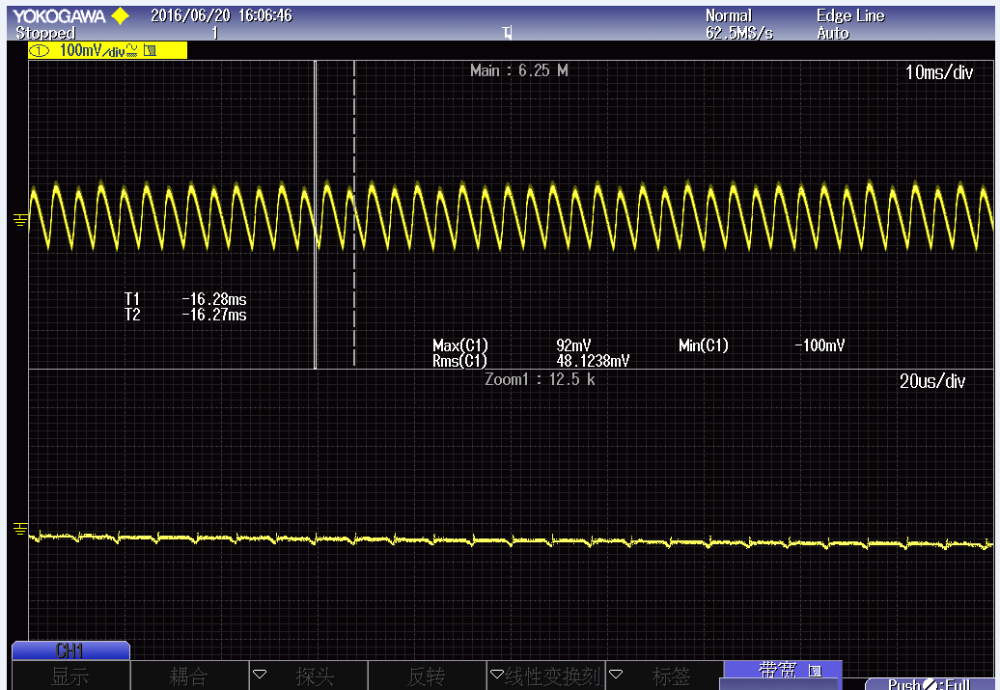 YOKOGAWA 2016/06/20 16:06:46 Normal Edge Line
Stopped 1 62.5MS/s Auto
1 100mV/div
Main : 6.25 M 10ms/div
T1 -16.28ms
T2 -16.27ms
Max(C1) 92mV Min(C1) -100mV
Rms(C1) 48.1238mV
Zoom1 : 12.5 k 20us/div
CH1
显示 耦合 探头 反转 线性变换刻 标签 带宽
Push :Full